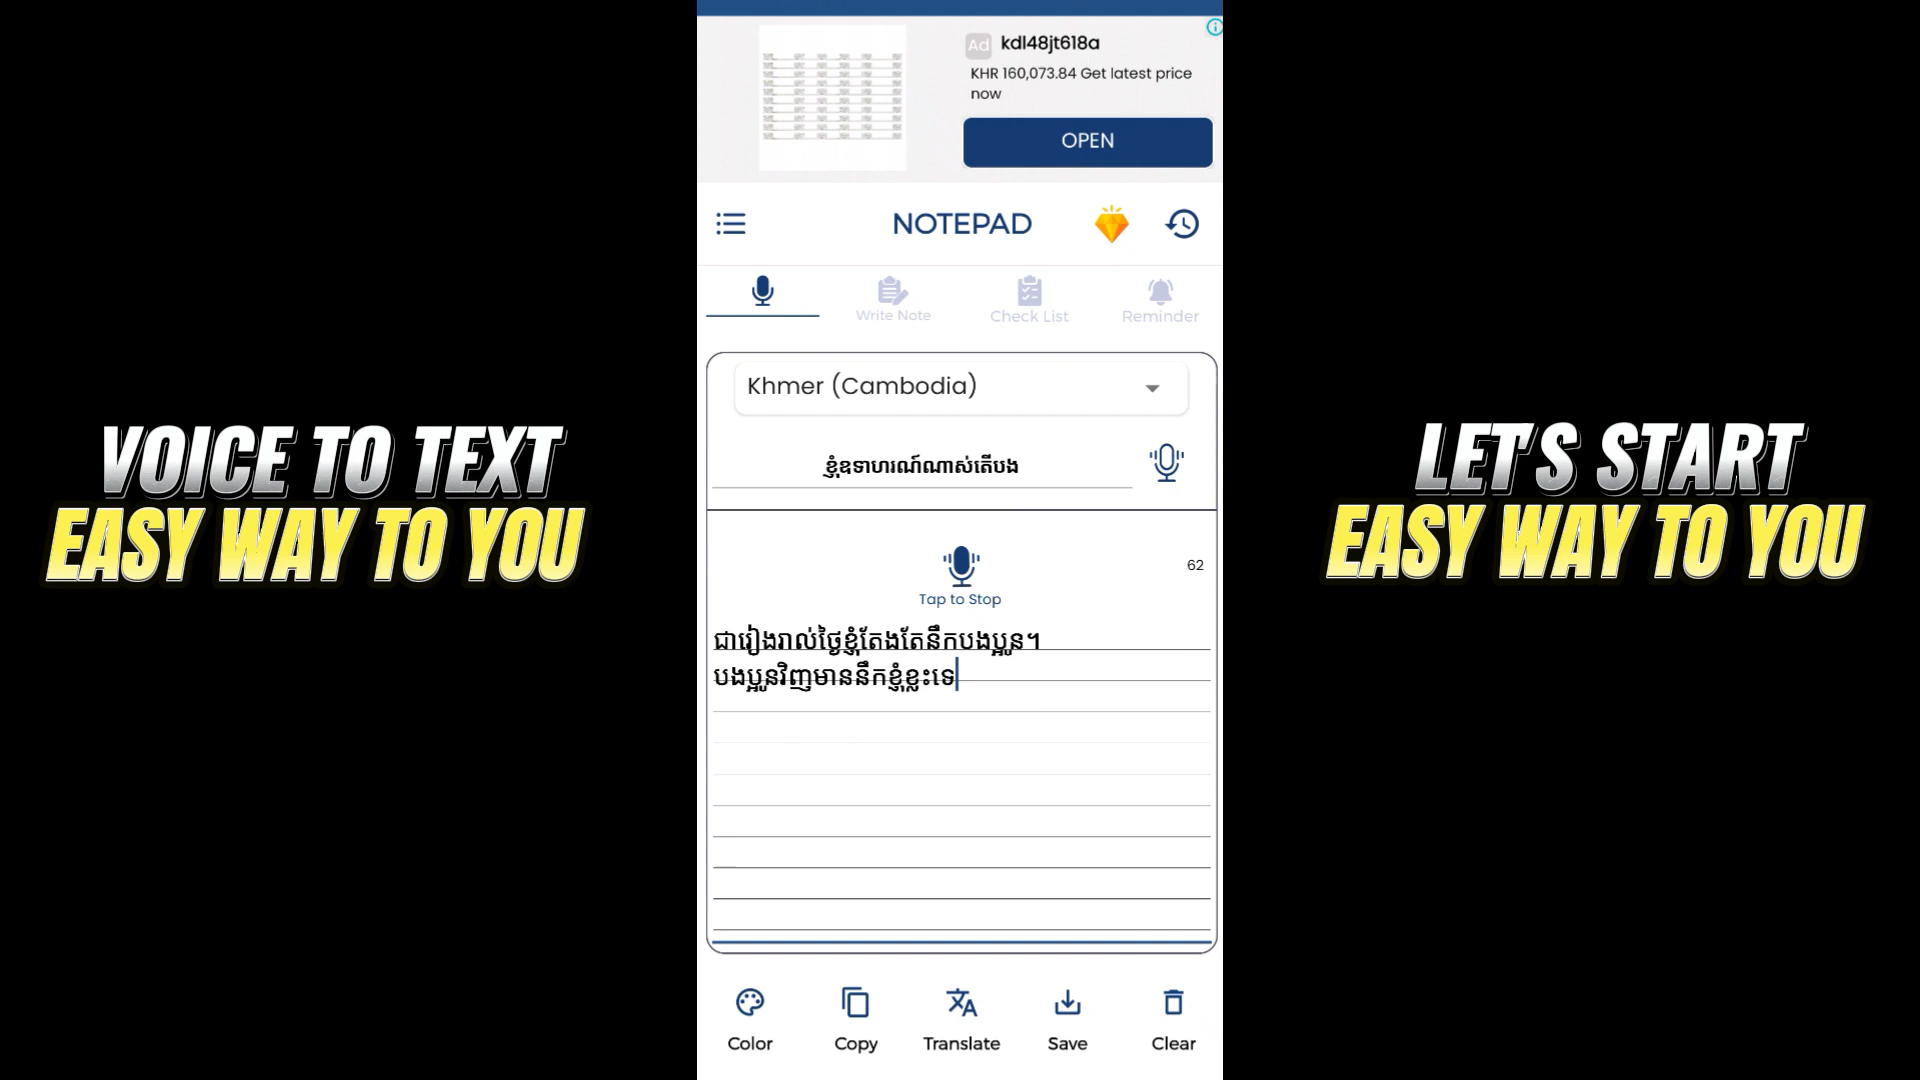 VOICE TO TEXT
EASY WAY TO YOU
Ad kdl48jt618a
KHR 160,073.84 Get latest price
now
OPEN
NOTEPAD
Write Note
Check List
Reminder
Khmer (Cambodia)
ខ្ញុំឧទាហរណ៍ណាស់តើបង
62
Tap to Stop
ជារៀងរាល់ថ្ងៃខ្ញុំតែងតែនឹកបងប្អូន។
បងប្អូនវិញមាននឹកខ្ញុំខ្លះទេ
Color
Copy
Translate
Save
Clear
LET'S START
EASY WAY TO YOU